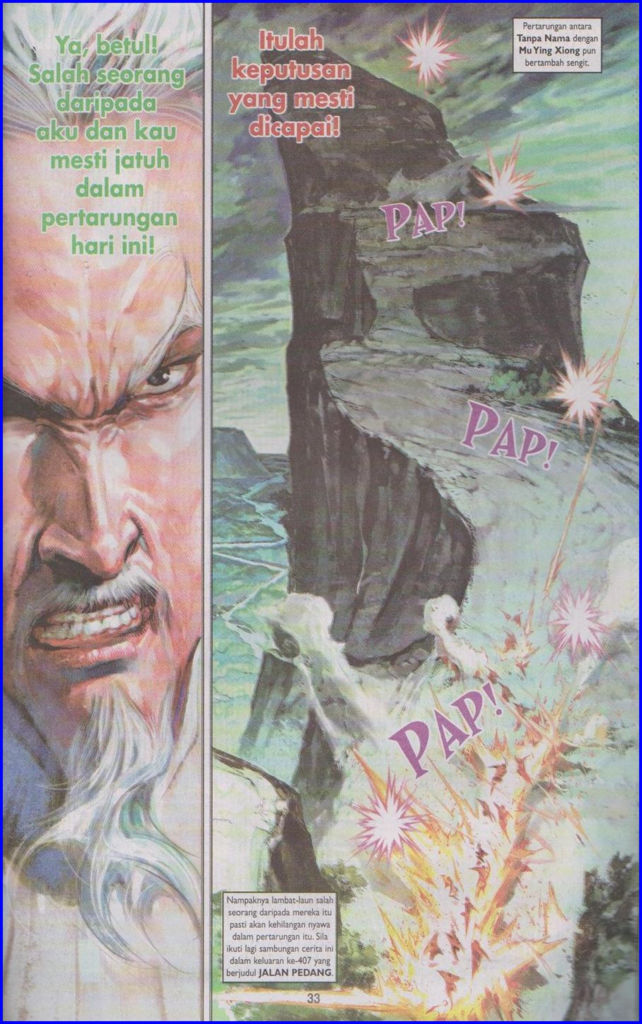 Ya, betul!
Salah seorang
daripada
aku dan kau
mesti jatuh
dalam
pertarungan
hari ini!
Itulah
keputusan
yang mesti
dicapai!
Pertarungan antara
Tanpa Nama dengan
Mu Ying Xiong pun
bertambah sengit.
PAP!
PAP!
PAP!
Nampaknya lambat-laun salah
seorang daripada mereka itu
pasti akan kehilangan nyawa
dalam pertarungan itu. Sila
ikuti lagi sambungan cerita ini
dalam keluaran ke-407 yang
berjudul JALAN PEDANG.
33